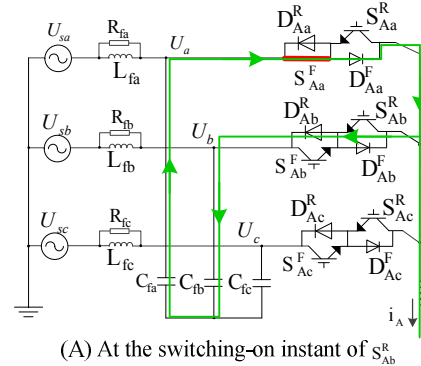 R_fa U_a D^R_Aa S^R_Aa
U_sa
L_fa S^F_Aa D^F_Aa
R_fb U_b D^R_Ab S^R_Ab
U_sb
L_fb S^F_Ab D^F_Ab
R_fc U_c D^R_Ac S^R_Ac
U_sc
L_fc S^F_Ac D^F_Ac
C_fa C_fb C_fc
i_A
(A) At the switching-on instant of S^R_Ab